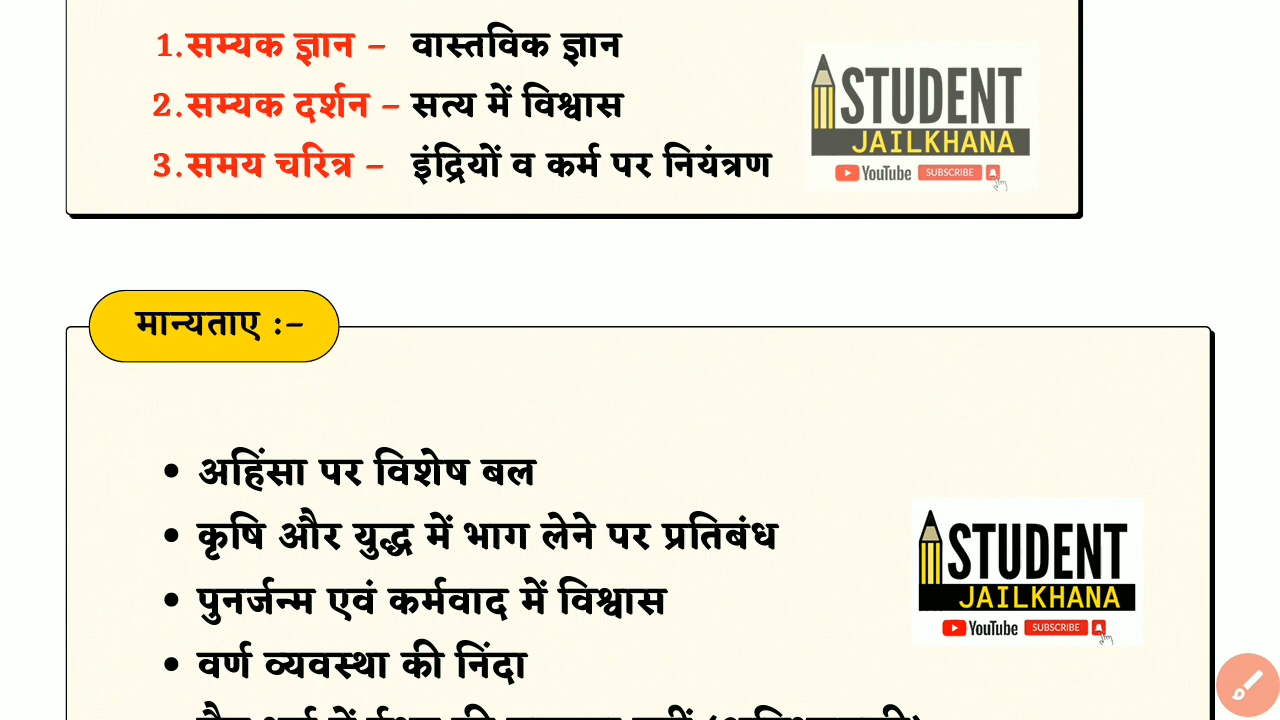 1.सम्यक ज्ञान – वास्तविक ज्ञान
2.सम्यक दर्शन – सत्य में विश्वास
3.समय चरित्र – इंद्रियों व कर्म पर नियंत्रण
STUDENT
JAILKHANA
YouTube SUBSCRIBE
मान्यताए :–
• अहिंसा पर विशेष बल
• कृषि और युद्ध में भाग लेने पर प्रतिबंध
• पुनर्जन्म एवं कर्मवाद में विश्वास
• वर्ण व्यवस्था की निंदा
STUDENT
JAILKHANA
YouTube SUBSCRIBE